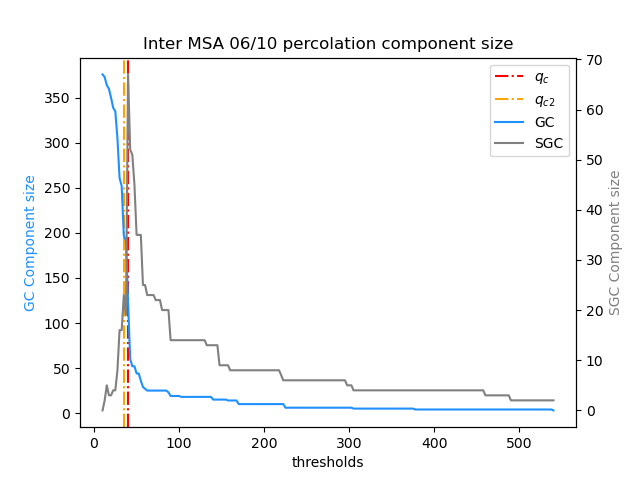 Inter MSA 06/10 percolation component size
GC Component size
350
300
250
200
150
100
50
0
70
60
50
40
30
20
10
0
SGC Component size
q_c
q_c2
GC
SGC
0 100 200 300 400 500
thresholds